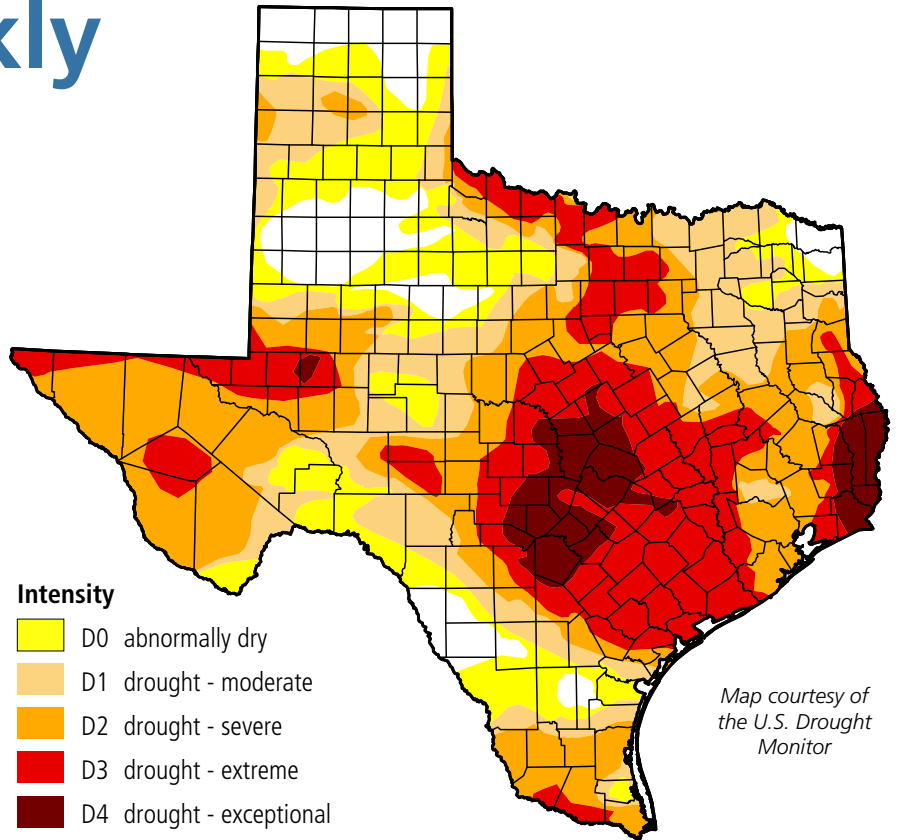 kly
Intensity
D0 abnormally dry
D1 drought - moderate
D2 drought - severe
D3 drought - extreme
D4 drought - exceptional
Map courtesy of
the U.S. Drought
Monitor